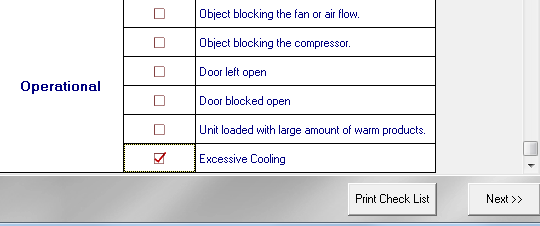 Object blocking the fan or air flow.
Object blocking the compressor.
Door left open
Operational
Door blocked open
Unit loaded with large amount of warm products.
Excessive Cooling
Print Check List
Next >>